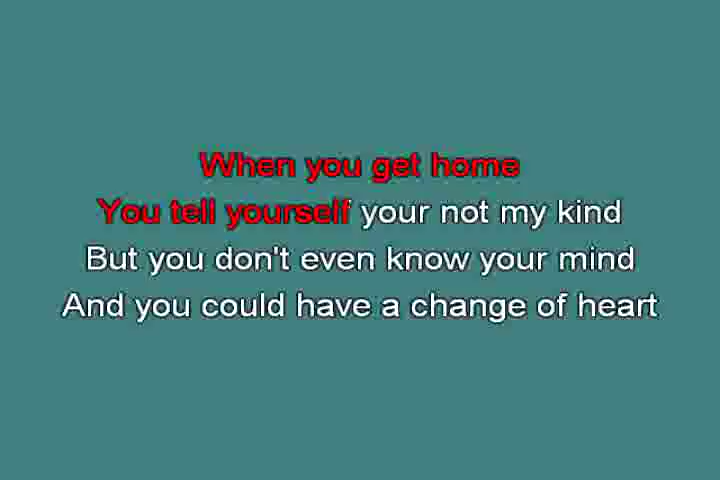 When you get home
You tell yourself your not my kind
But you don't even know your mind
And you could have a change of heart